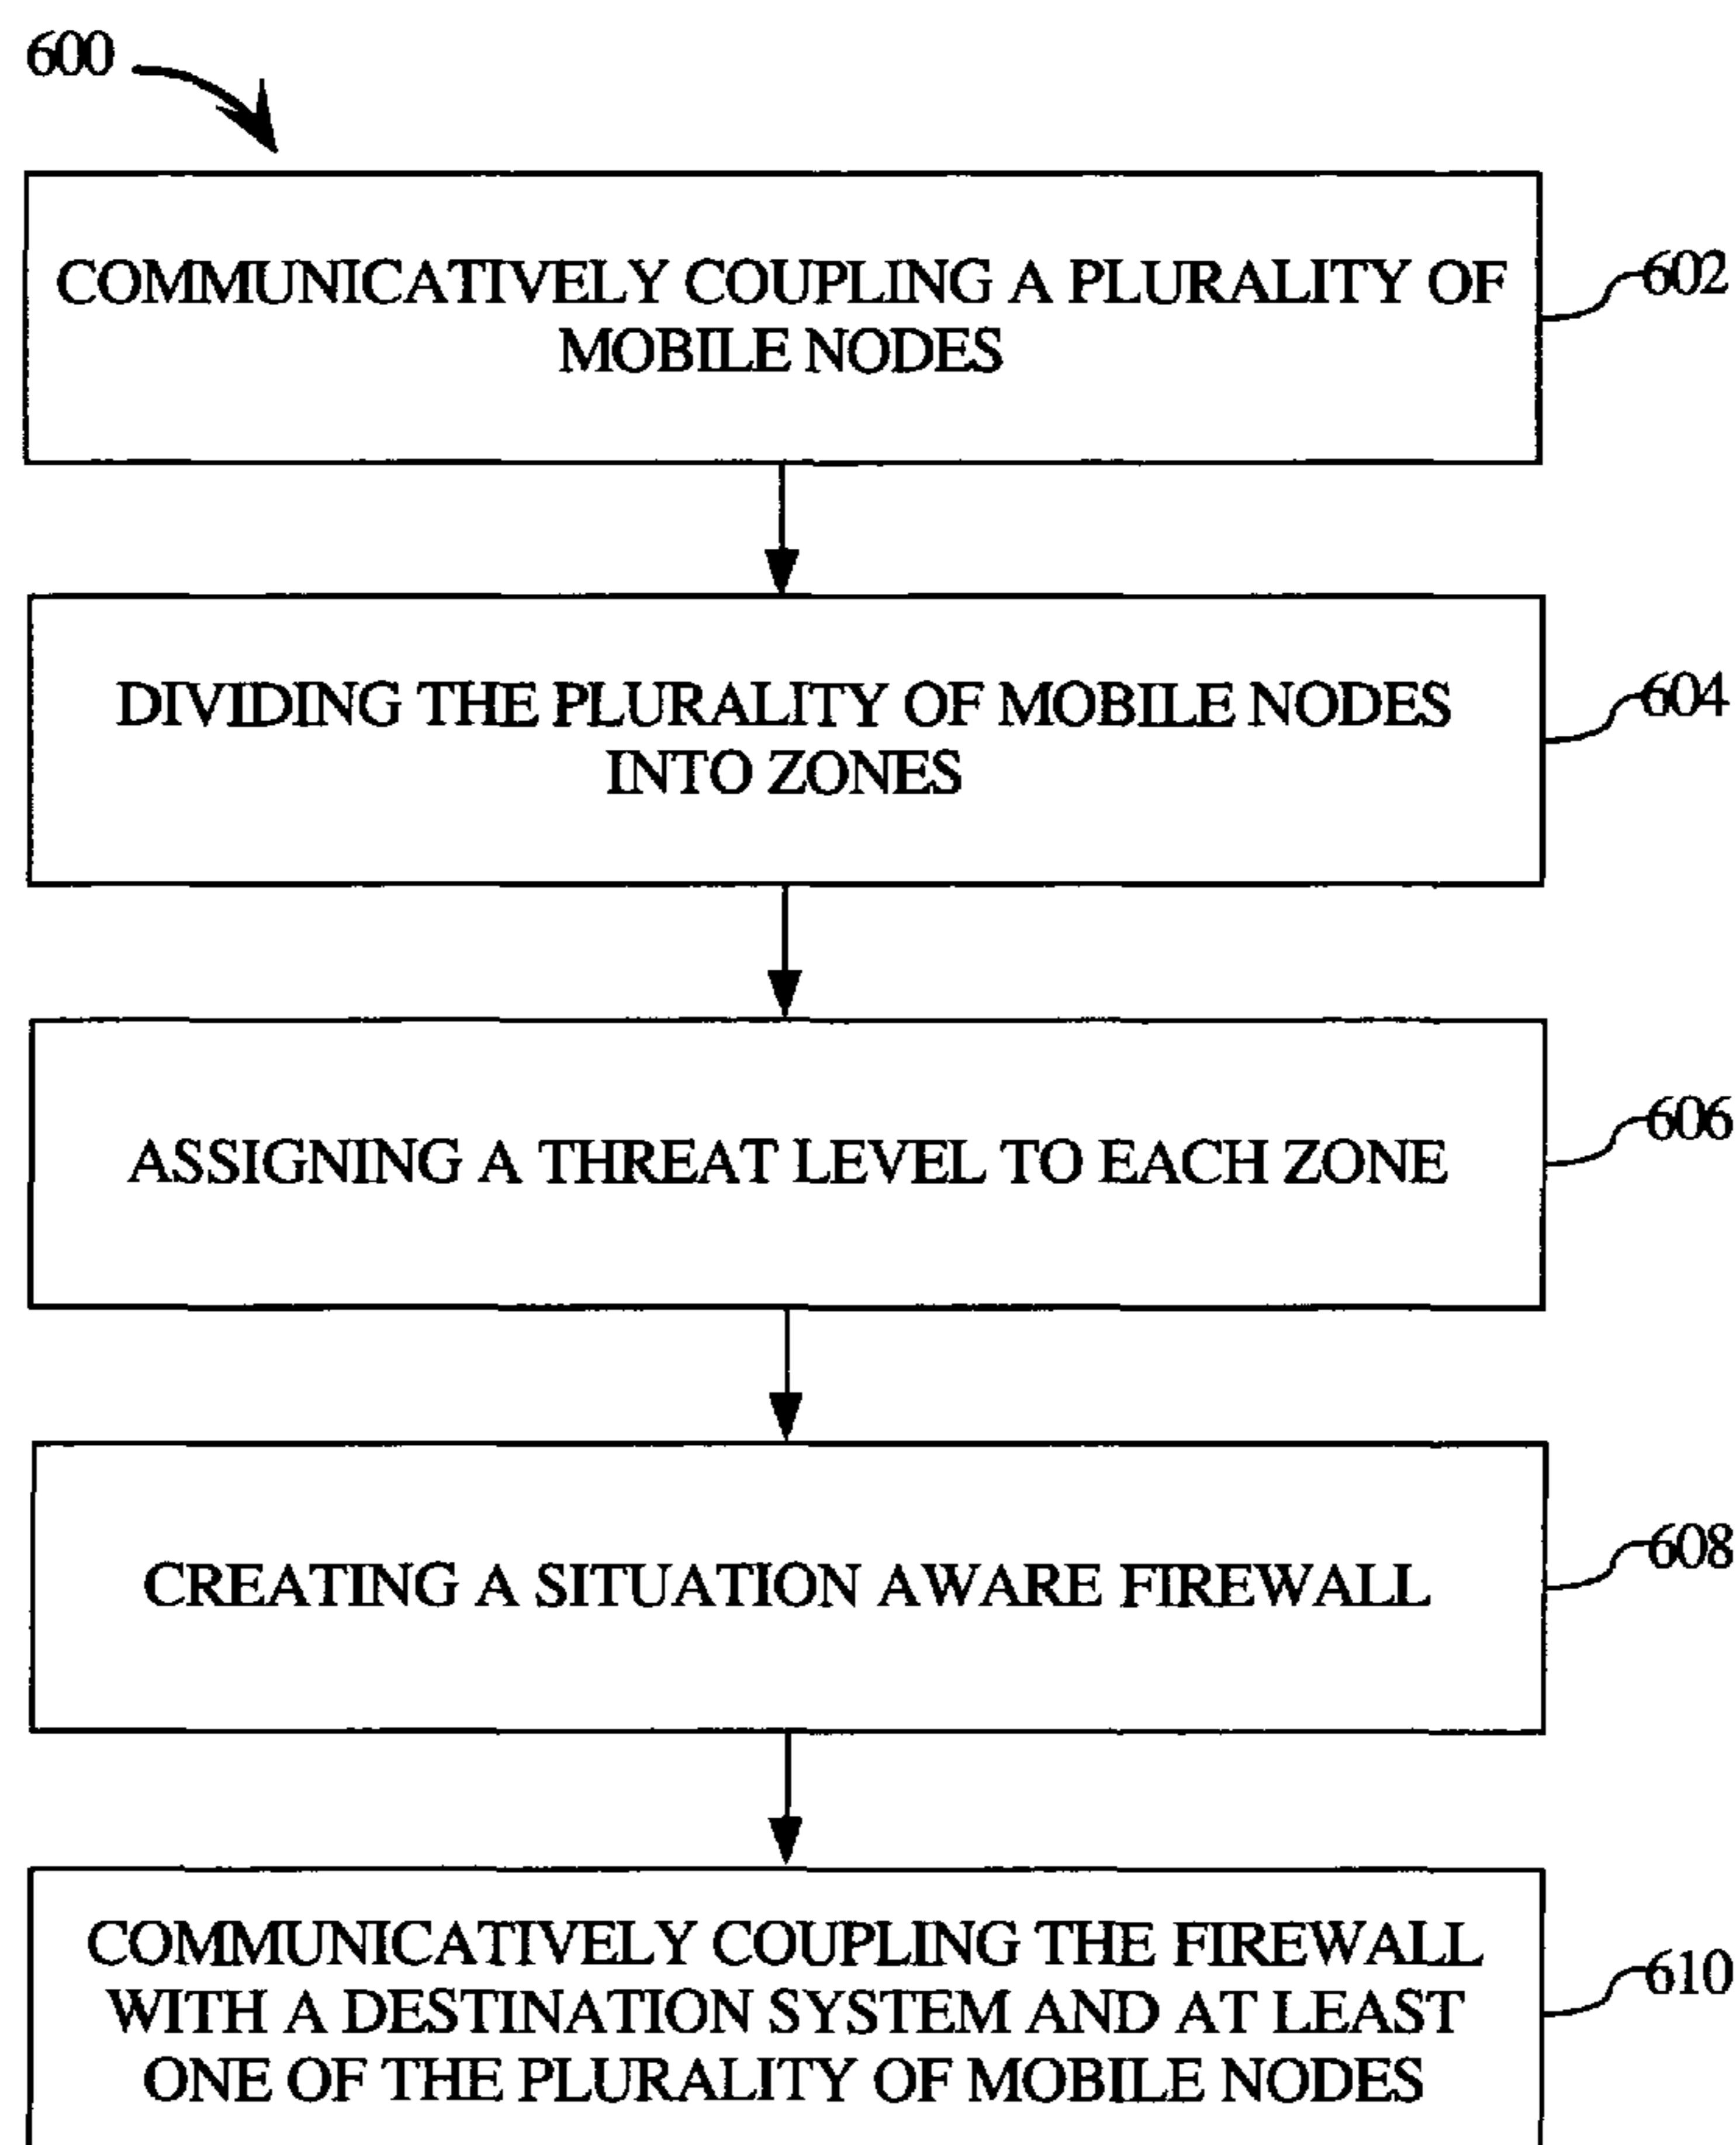 600
COMMUNICATIVELY COUPLING A PLURALITY OF
MOBILE NODES
602
DIVIDING THE PLURALITY OF MOBILE NODES
INTO ZONES
604
ASSIGNING A THREAT LEVEL TO EACH ZONE
606
CREATING A SITUATION AWARE FIREWALL
608
COMMUNICATIVELY COUPLING THE FIREWALL
WITH A DESTINATION SYSTEM AND AT LEAST
ONE OF THE PLURALITY OF MOBILE NODES
610